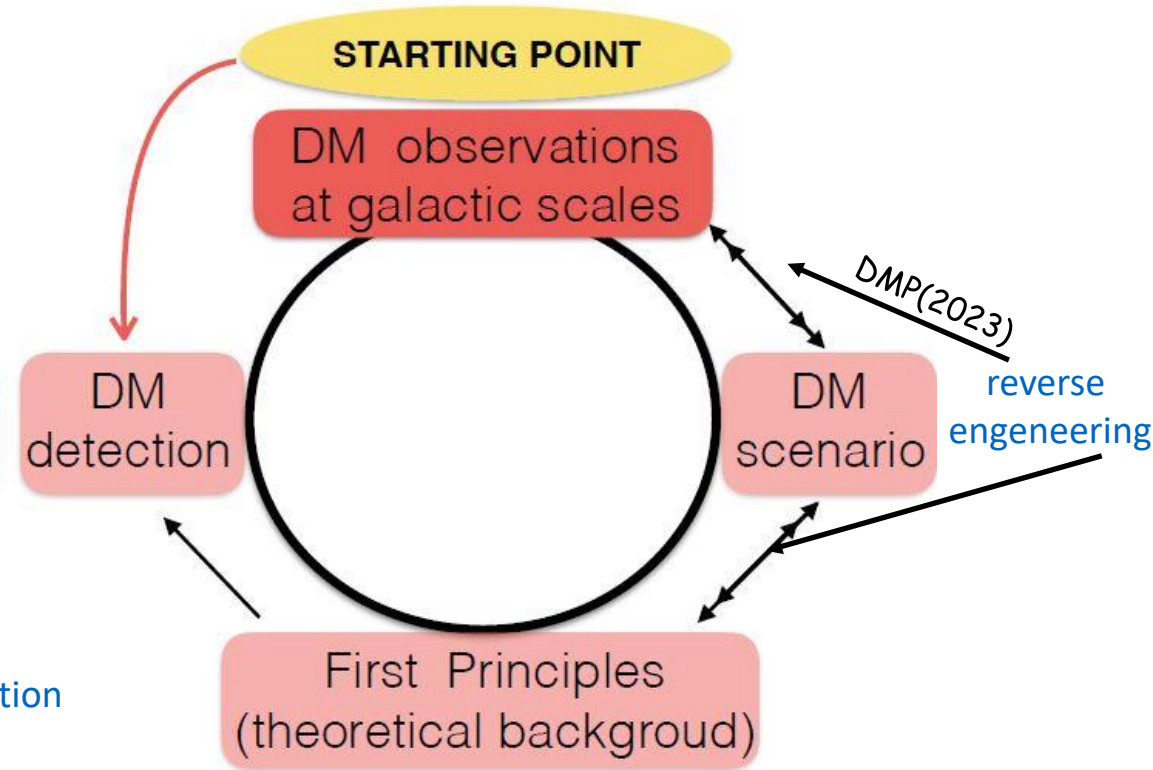 STARTING POINT
DM observations
at galactic scales
DMP(2023)
DM
detection
DM
scenario
reverse
engeneering
First Principles
(theoretical backgroud)